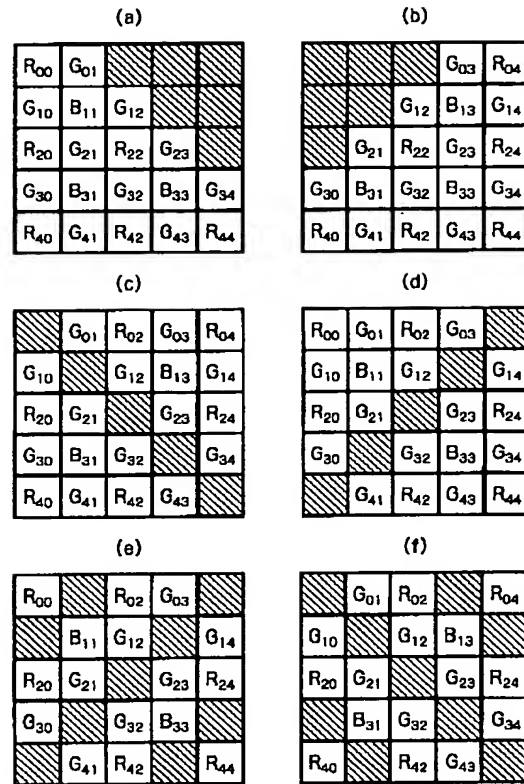 (a) (b)
R00 G01 G03 R04
G10 B11 G12 G12 B13 G14
R20 G21 R22 G23 G21 R22 G23 R24
G30 B31 G32 B33 G34 G30 B31 G32 B33 G34
R40 G41 R42 G43 R44 R40 G41 R42 G43 R44
(c) (d)
G01 R02 G03 R04 R00 G01 R02 G03
G10 G12 B13 G14 G10 B11 G12 G14
R20 G21 G23 R24 R20 G21 G23 R24
G30 B31 G32 G34 G30 G32 B33 G34
R40 G41 R42 G43 G41 R42 G43 R44
(e) (f)
R00 R02 G03 G01 R02 R04
B11 G12 G14 G10 G12 B13
R20 G21 G23 R24 R20 G21 G23 R24
G30 G32 B33 B31 G32 G34
G41 R42 R44 R40 R42 G43